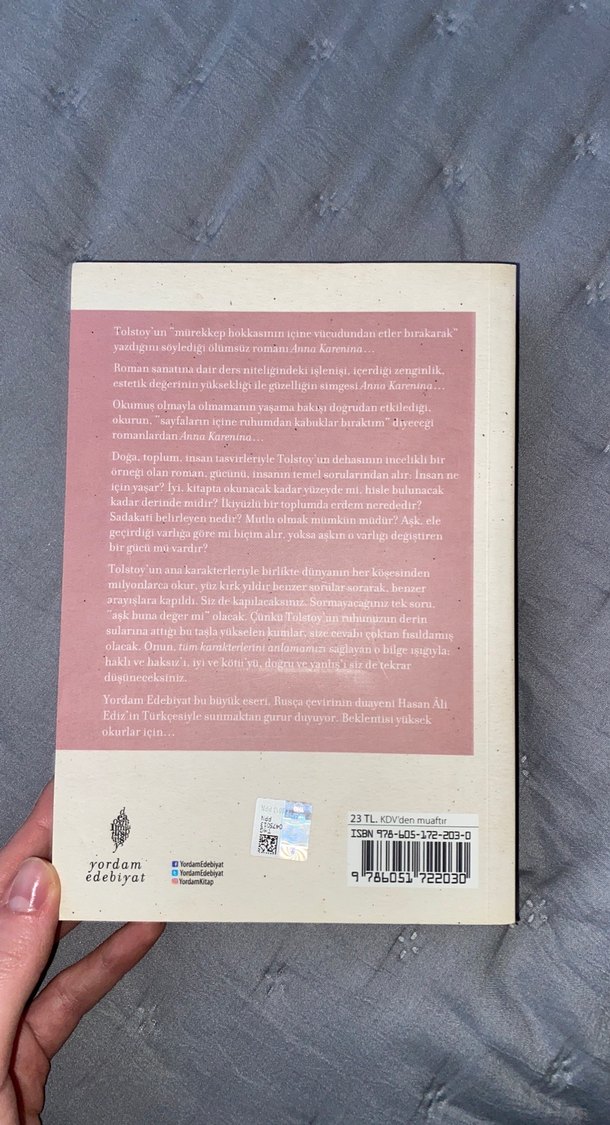 Tolstoy'un "mürekkep hokkasının içine vücudundan etler bırakarak"
yazdığını söylediği ölümsüz romanı Anna Karenina...
Roman sanatına dair ders niteliğindeki işlenişi, içerdiği zenginlik,
estetik değerinin yüksekliği ile güzelliğin simgesi Anna Karenina...
Okumuş olmayla olmamanın yaşama bakışı doğrudan etkilediği,
okurun, "sayfaların içine ruhumdan kabuklar bıraktım" diyeceği
romanlardan Anna Karenina...
Doğa, toplum, insan tasvirleriyle Tolstoy'un dehasının incelikli bir
örneği olan roman, gücünü, insanın temel sorularından alır: İnsan ne
için yaşar? İyi, kitapta okunacak kadar yüzeyde mi, hisle bulunacak
kadar derinde midir? İkiyüzlü bir toplumda erdem nerededir?
Sadakati belirleyen nedir? Mutlu olmak mümkün müdür? Aşk, ele
geçirdiği varlığa göre mi biçim alır, yoksa aşkın o varlığı değiştiren
bir gücü mü vardır?
Tolstoy'un ana karakterleriyle birlikte dünyanın her köşesinden
milyonlarca okur, yüz kırk yıldır benzer sorular sorarak, benzer
arayışlara kapıldı. Siz de kapılacaksınız. Sormayacağınız tek soru,
"aşk buna değer mi" olacak. Çünkü Tolstoy'un ruhunuzun derin
sularına attığı bu taşla yükselen kumlar, size cevabı çoktan fısıldamış
olacak. Onun, tüm karakterlerini anlamamızı sağlayan o bilge ışığıyla;
haklı ve haksız'ı, iyi ve kötü'yü, doğru ve yanlış'ı siz de tekrar
düşüneceksiniz.
Yordam Edebiyat bu büyük eseri, Rusça çevirinin duayeni Hasan Âli
Ediz'in Türkçesiyle sunmaktan gurur duyuyor. Beklentisi yüksek
okurlar için...
yordam
edebiyat
YordamEdebiyat
YordamEdebiyat
YordamKitap
23 TL. KDV'den muaftır
ISBN 978-605-172-203-0
9 786051 722030